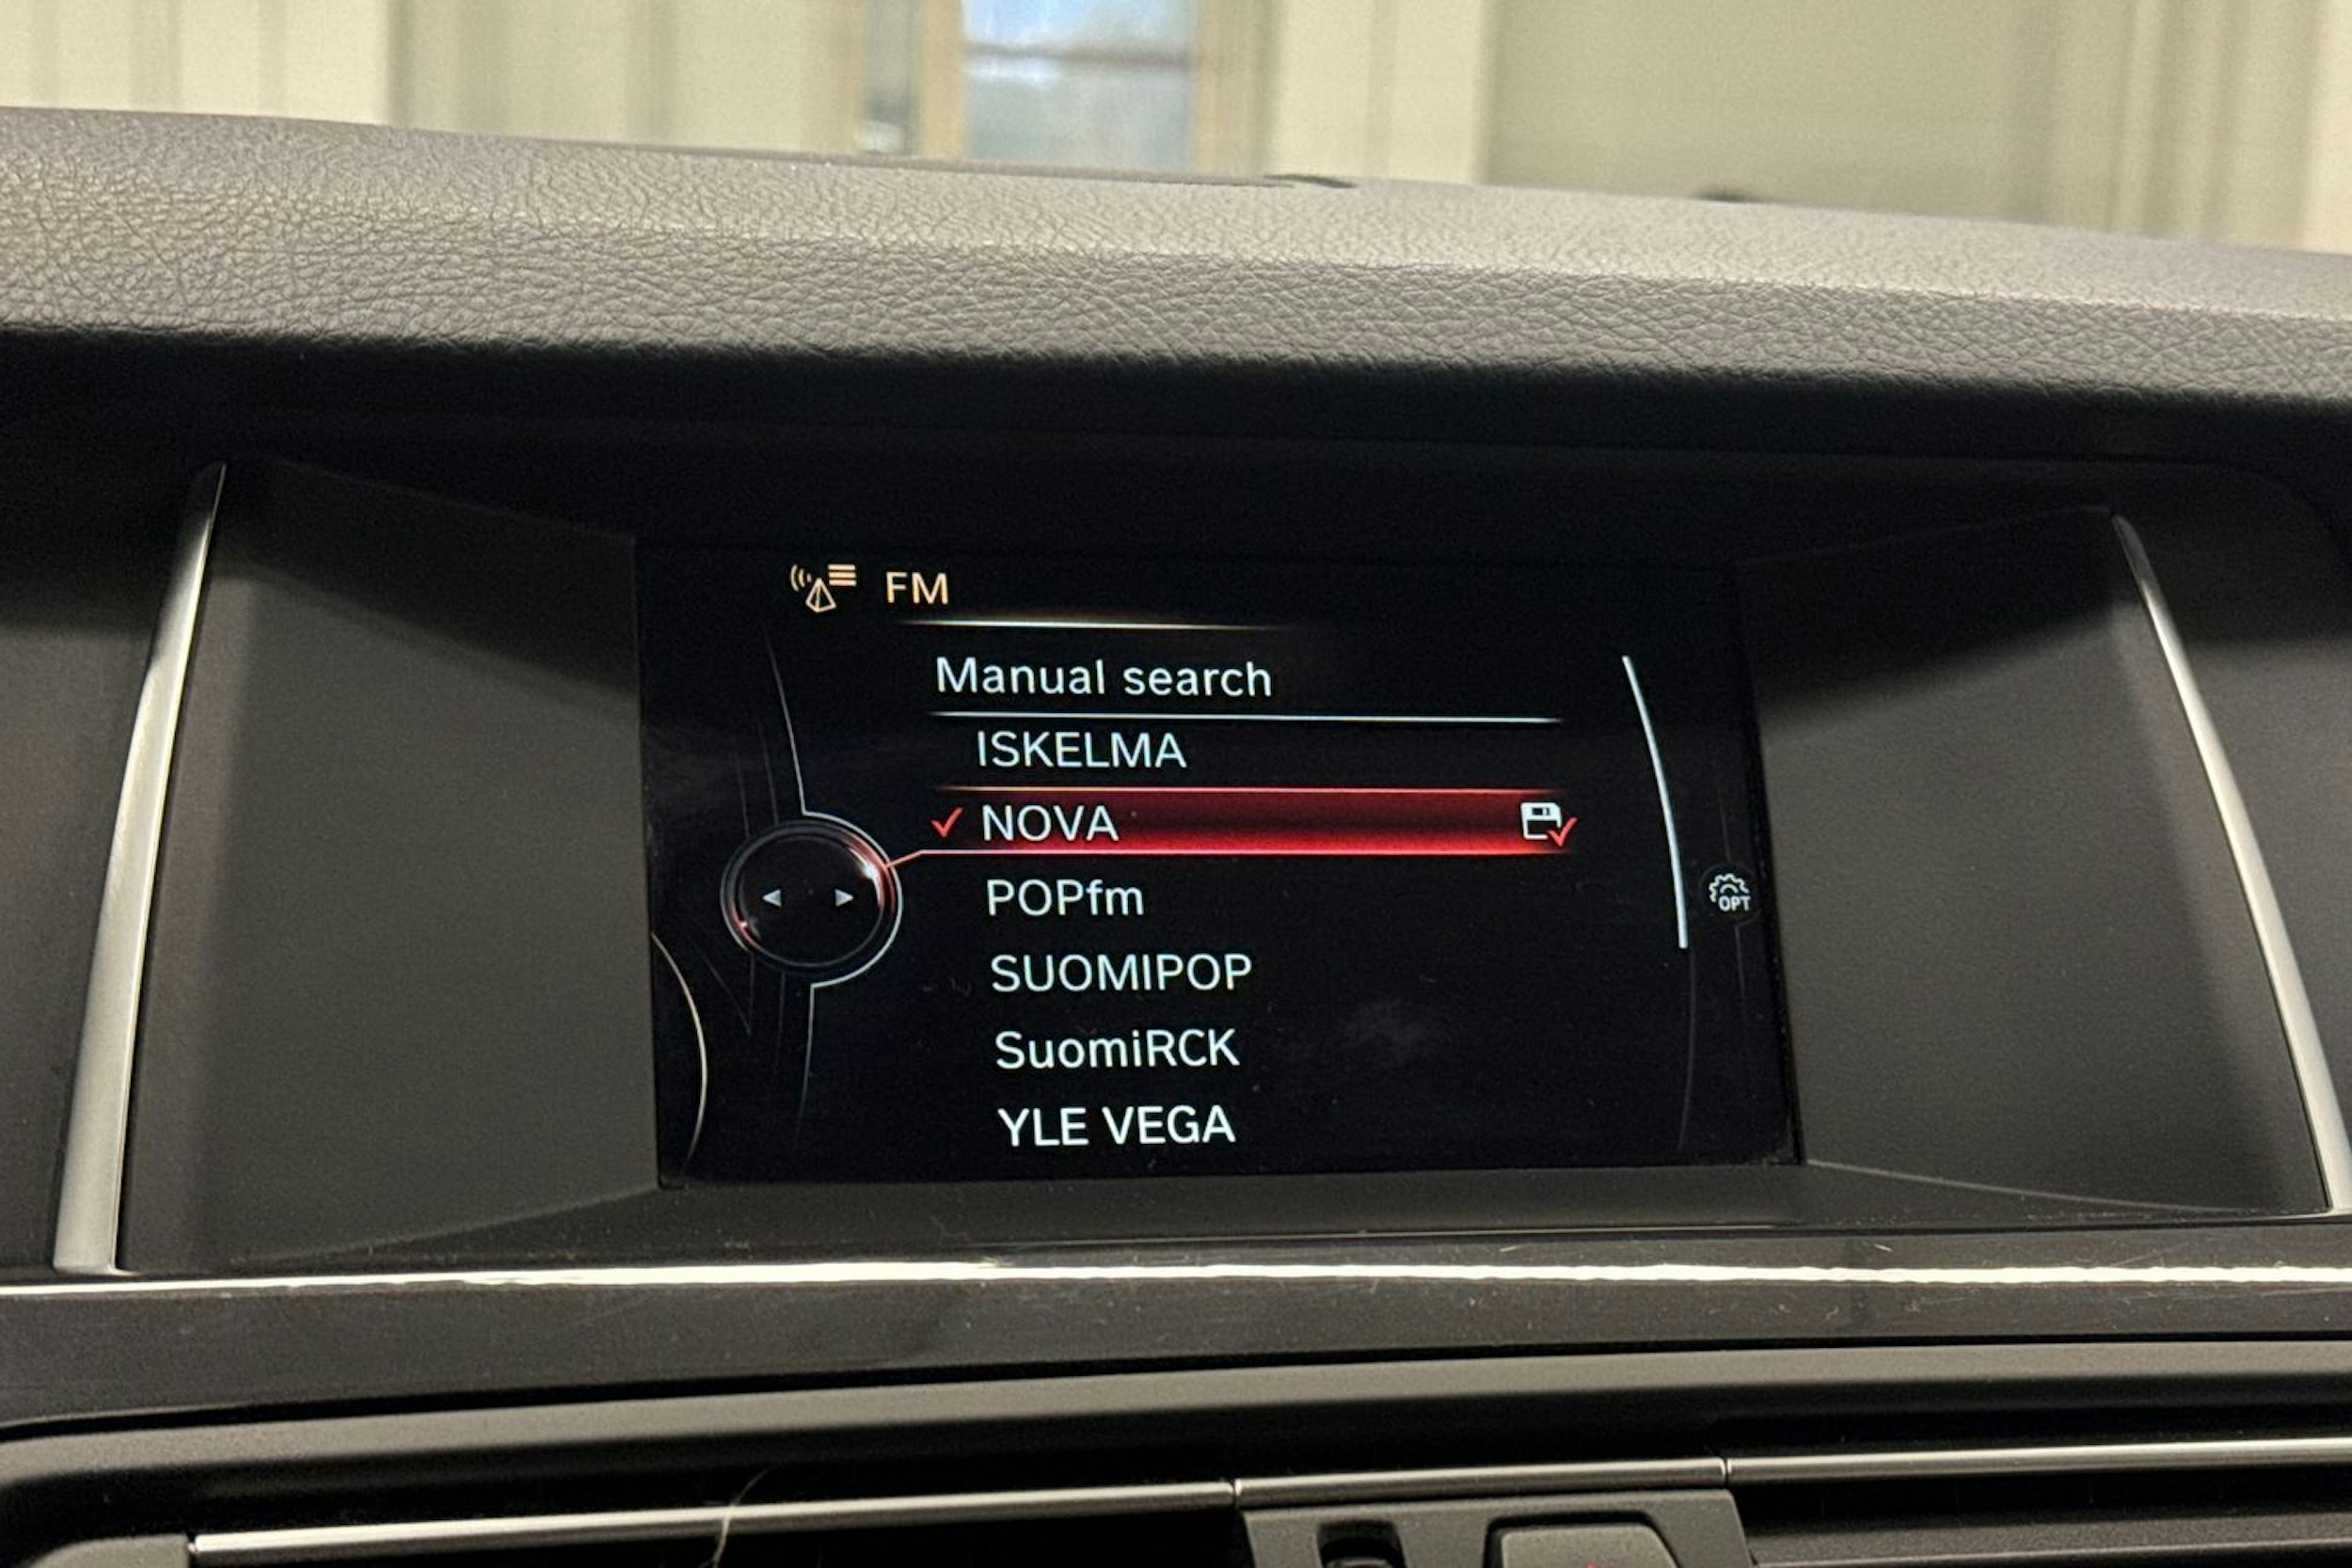 FM
Manual search
ISKELMA
NOVA
POPfm
SUOMIPOP
OPT
SuomiRCK
YLE VEGA